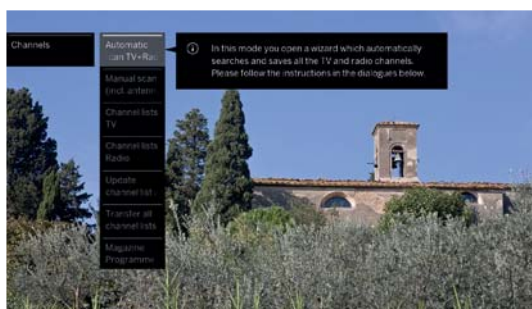 Channels
Automatic
can TV+Rad
In this mode you open a wizard which automatically
searches and saves all the TV and radio channels.
Please follow the instructions in the dialogues below.
Manual scan
(incl. antenn
Channel lists
TV
Channel lists
Radio
Update
channel list
Transfer all
channel lists
Magazine
Programme